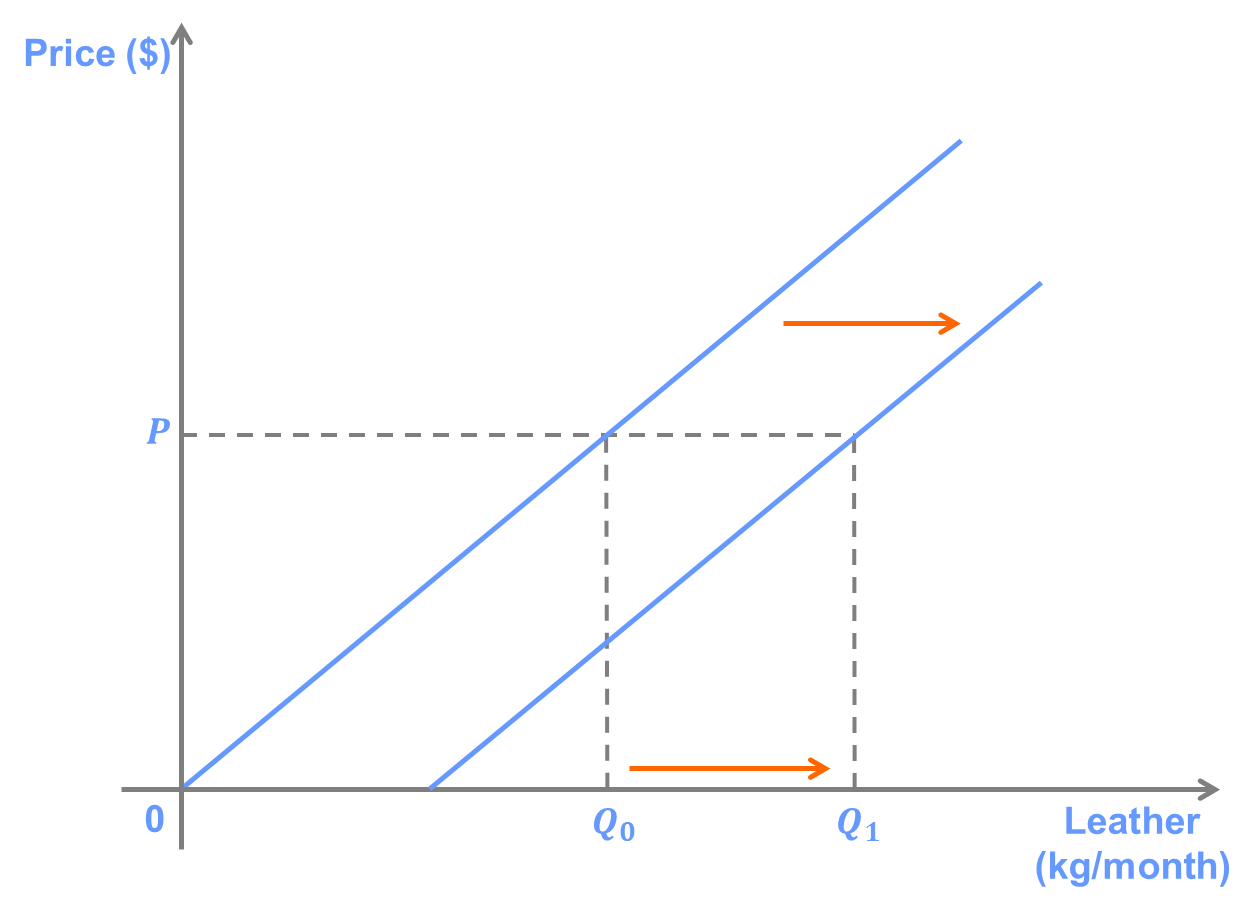 Price ($)
P
0
Q₀
Q₁
Leather
(kg/month)